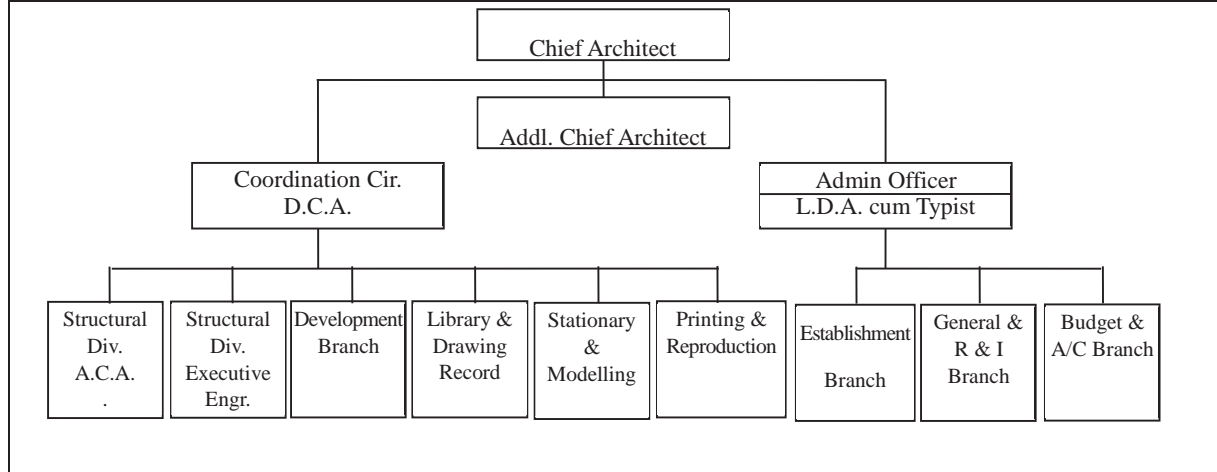 Chief Architect
Addl. Chief Architect
Coordination Cir.
D.C.A.
Admin Officer
L.D.A. cum Typist
Structural
Div.
A.C.A.
.
Structural
Div.
Executive
Engr.
Development
Branch
Library &
Drawing
Record
Stationary
&
Modelling
Printing &
Reproduction
Establishment
Branch
General &
R & I
Branch
Budget &
A/C Branch